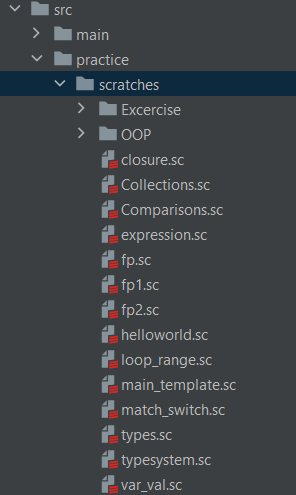 src
main
practice
scratches
Excercise
OOP
closure.sc
Collections.sc
Comparisons.sc
expression.sc
fp.sc
fp1.sc
fp2.sc
helloworld.sc
loop_range.sc
main_template.sc
match_switch.sc
types.sc
typesystem.sc
var_val.sc